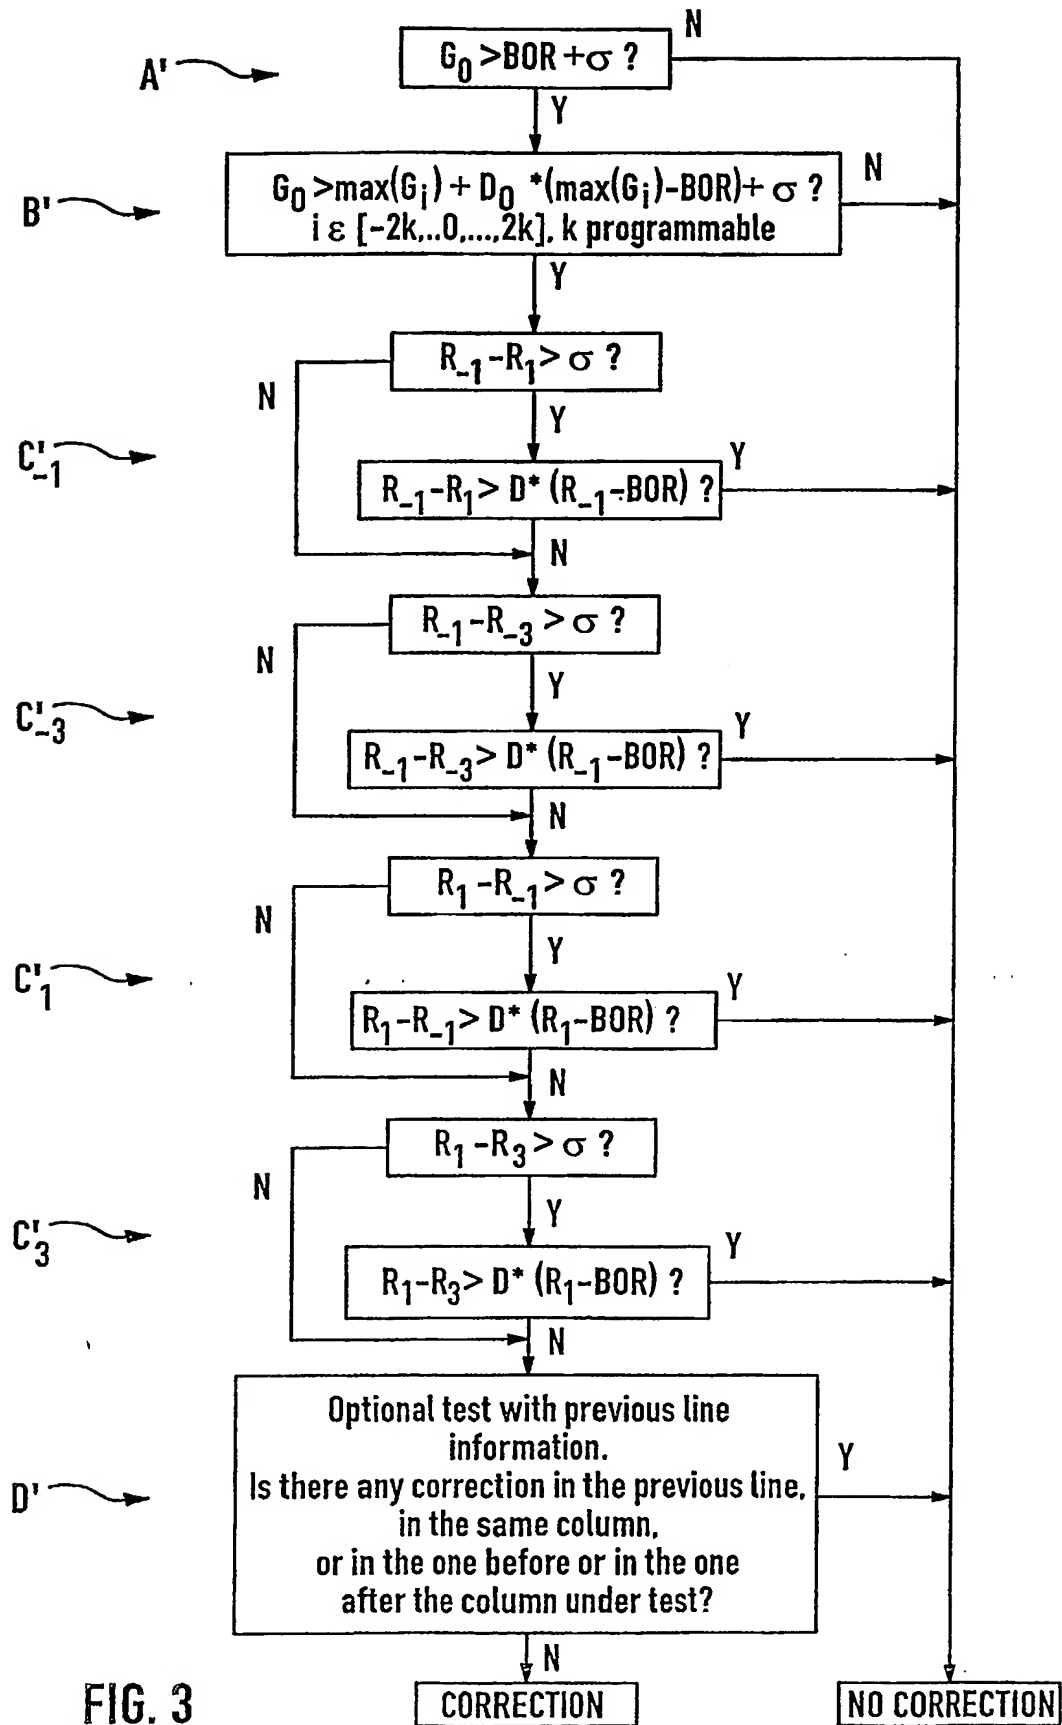 G₀ >BOR +σ ?
N
A'
Y
G₀ >max(Gᵢ) + D₀ *(max(Gᵢ)-BOR)+ σ ?
i ε [-2k,..0,...,2k], k programmable
N
B'
Y
R₋₁ -R₁ > σ ?
N
Y
C'₋₁
R₋₁-R₁ > D* (R₋₁-BOR) ?
Y
N
R₋₁-R₋₃ > σ ?
N
Y
C'₋₃
R₋₁-R₋₃ > D* (R₋₁-BOR) ?
Y
N
R₁ -R₋₁ > σ ?
N
Y
C'₁
R₁-R₋₁ > D* (R₁-BOR) ?
Y
N
R₁ -R₃ > σ ?
N
Y
C'₃
R₁-R₃ > D* (R₁-BOR) ?
Y
N
Optional test with previous line
information.
Is there any correction in the previous line,
in the same column,
or in the one before or in the one
after the column under test?
Y
D'
N
FIG. 3
CORRECTION
NO CORRECTION